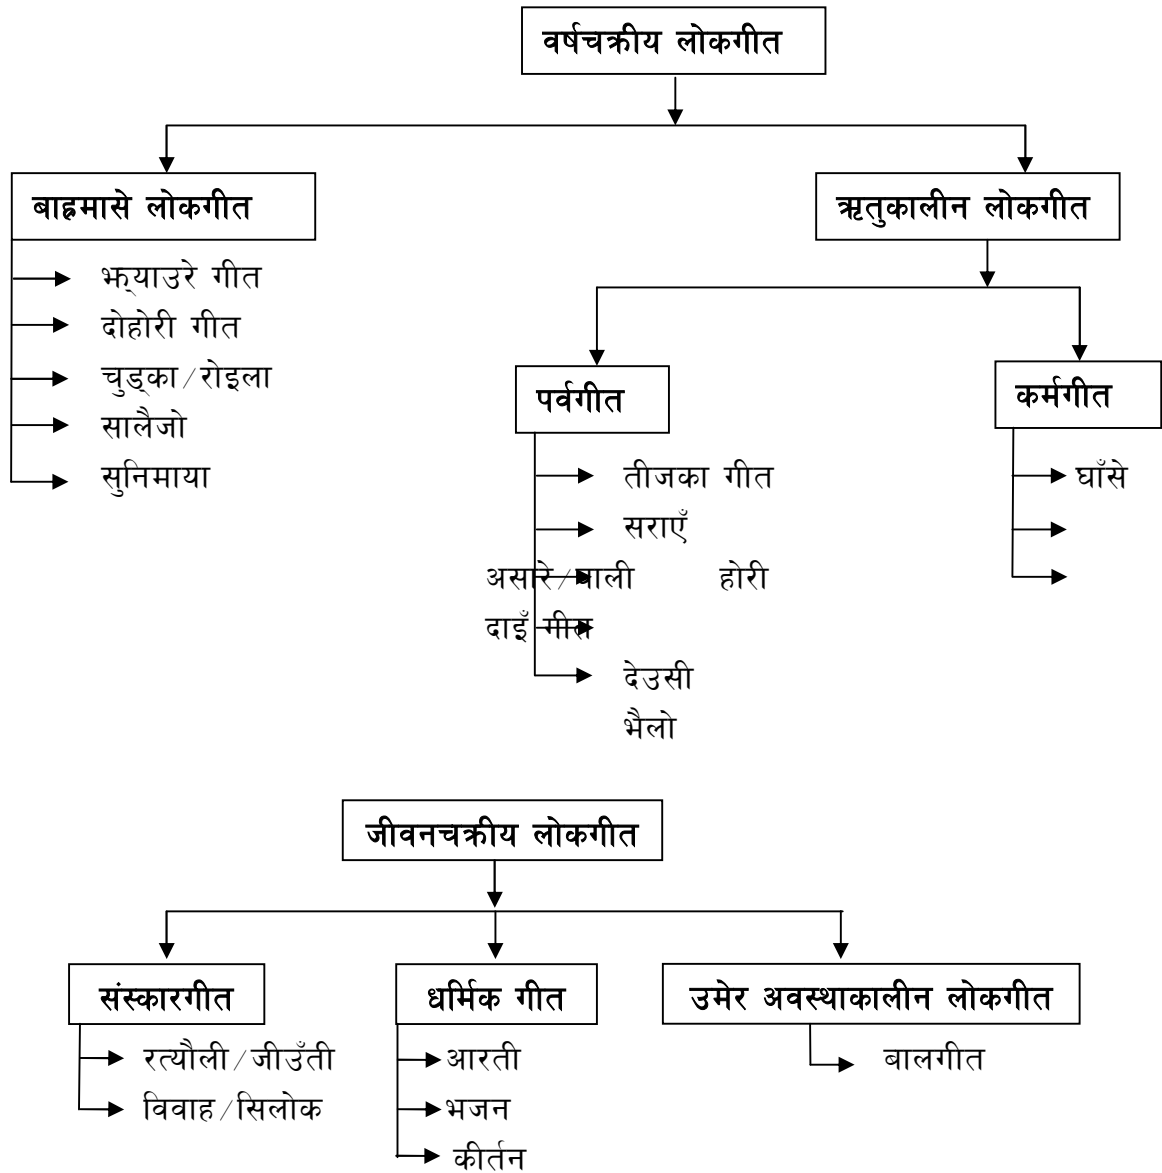 वर्षचक्रीय लोकगीत
बाह्रमासे लोकगीत
ऋतुकालीन लोकगीत
झ्याउरे गीत
दोहोरी गीत
चुड्का/रोइला
सालैजो
सुनिमाया
पर्वगीत
कर्मगीत
तीजका गीत
घाँसे
सराएँ
असारे/बाली होरी
दाइँ गीत
देउसी
भैलो
जीवनचक्रीय लोकगीत
संस्कारगीत
धर्मिक गीत
उमेर अवस्थाकालीन लोकगीत
रत्यौली/जीउँती
आरती
बालगीत
विवाह/सिलोक
भजन
कीर्तन